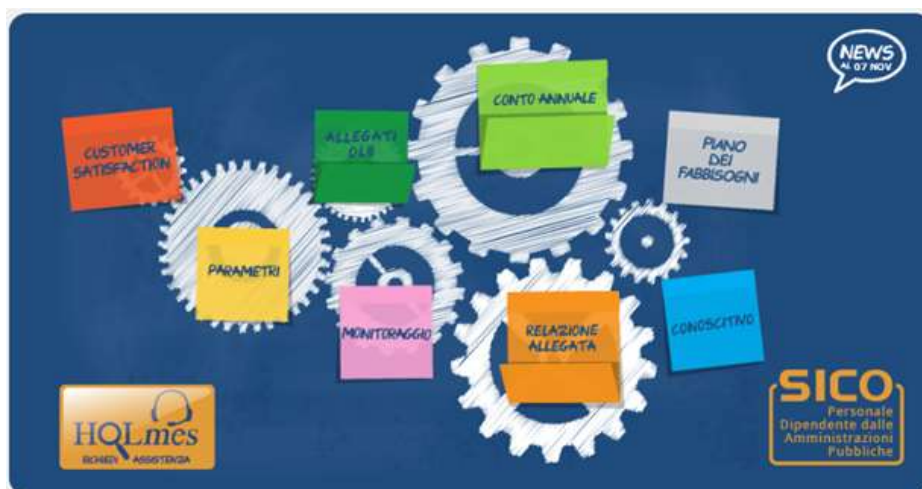 NEWS
AL 07 NOV
CONTO ANNUALE
CUSTOMER
SATISFACTION
ALLEGATI
DLB
PIANO
DEI
FABBISOGNI
PARAMETRI
MONITORAGGIO
RELAZIONE
ALLEGATA
CONOSCITIVO
HQLmes
RICHIEDI ASSISTENZA
SICO
Personale
Dipendente dalle
Amministrazioni
Pubbliche